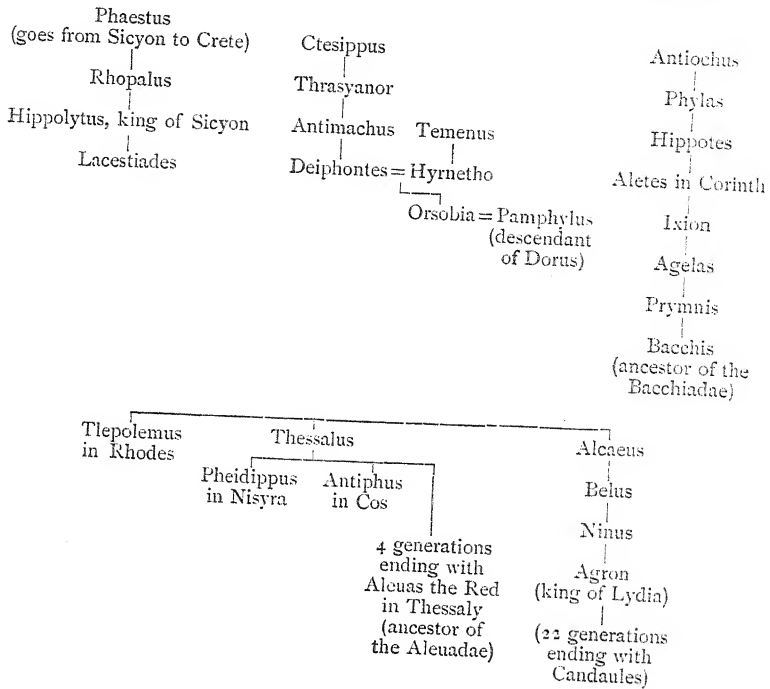 Phaestus
(goes from Sicyon to Crete)
Rhopalus
Hippolytus, king of Sicyon
Lacestiades
Ctesippus
Thrasyanor
Antimachus
Temenus
Deiphontes = Hyrnetho
Orsobia = Pamphylus
(descendant
of Dorus)
Antiochus
Phylas
Hippotes
Aletes in Corinth
Ixion
Agelas
Prymnis
Bacchis
(ancestor of the
Bacchiadae)
Tlepolemus
in Rhodes
Thessalus
Pheidippus
in Nisyra
Antiphus
in Cos
4 generations
ending with
Aleuas the Red
in Thessaly
(ancestor of
the Aleuadae)
Alcaeus
Belus
Ninus
Agron
(king of Lydia)
(22 generations
ending with
Candaules)